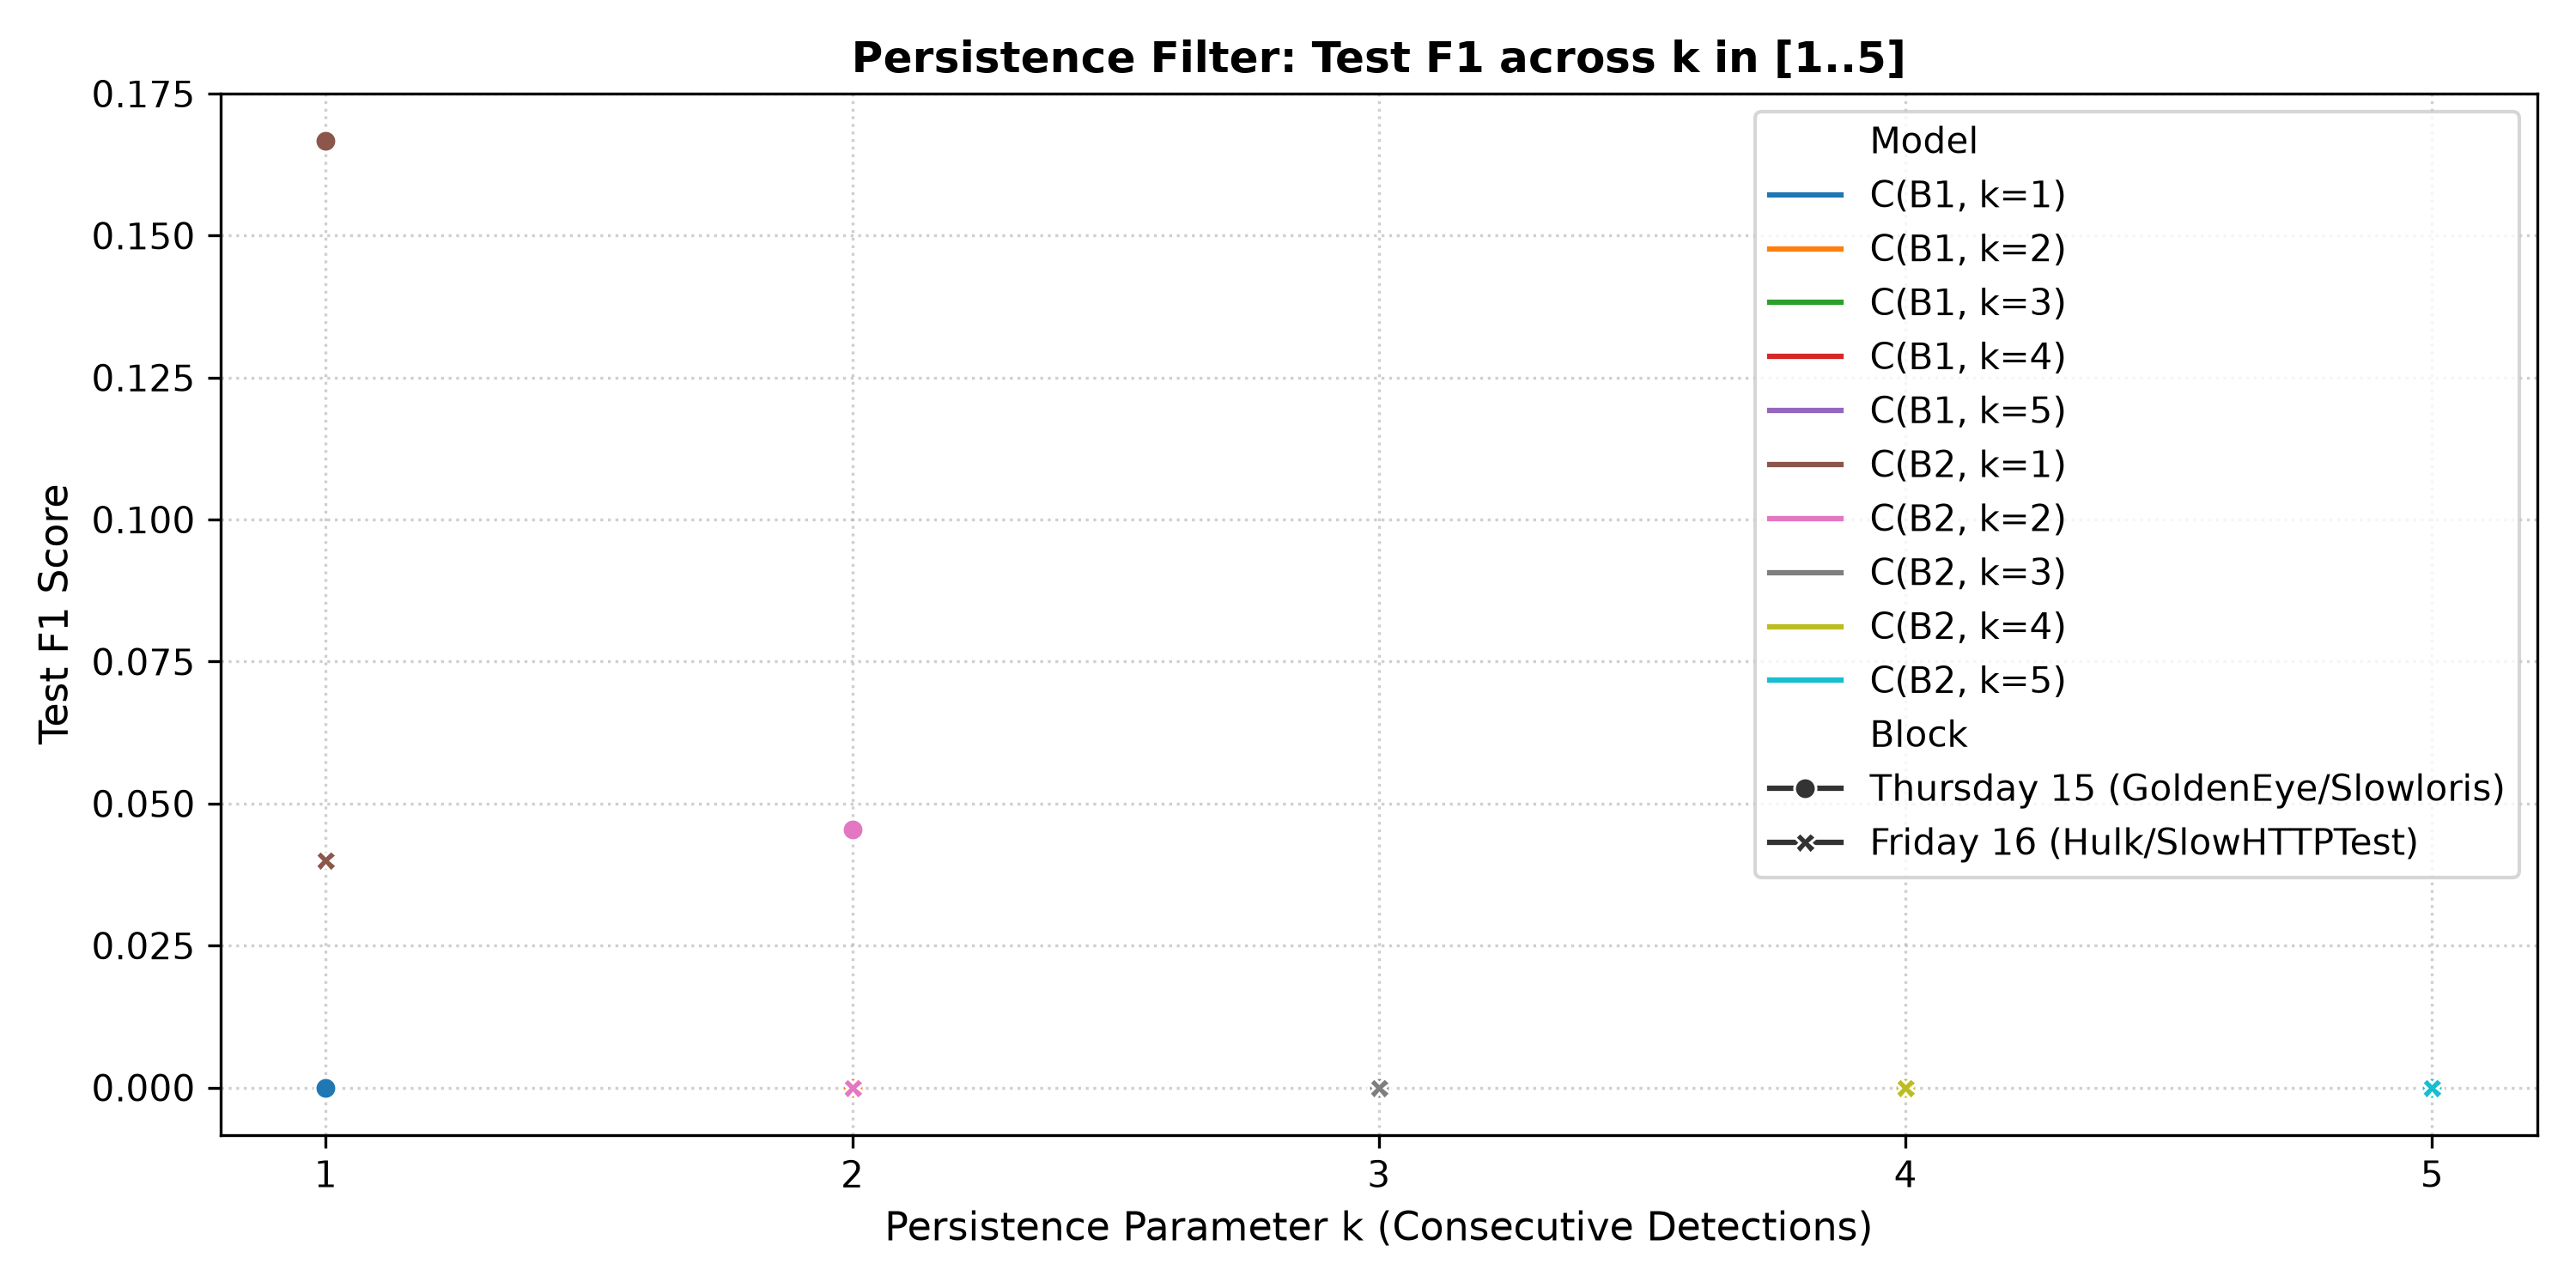 Persistence Filter: Test F1 across k in [1..5]
0.175
0.150
0.125
0.100
0.075
0.050
0.025
0.000
Test F1 Score
Model
C(B1, k=1)
C(B1, k=2)
C(B1, k=3)
C(B1, k=4)
C(B1, k=5)
C(B2, k=1)
C(B2, k=2)
C(B2, k=3)
C(B2, k=4)
C(B2, k=5)
Block
Thursday 15 (GoldenEye/Slowloris)
Friday 16 (Hulk/SlowHTTPTest)
1 2 3 4 5
Persistence Parameter k (Consecutive Detections)